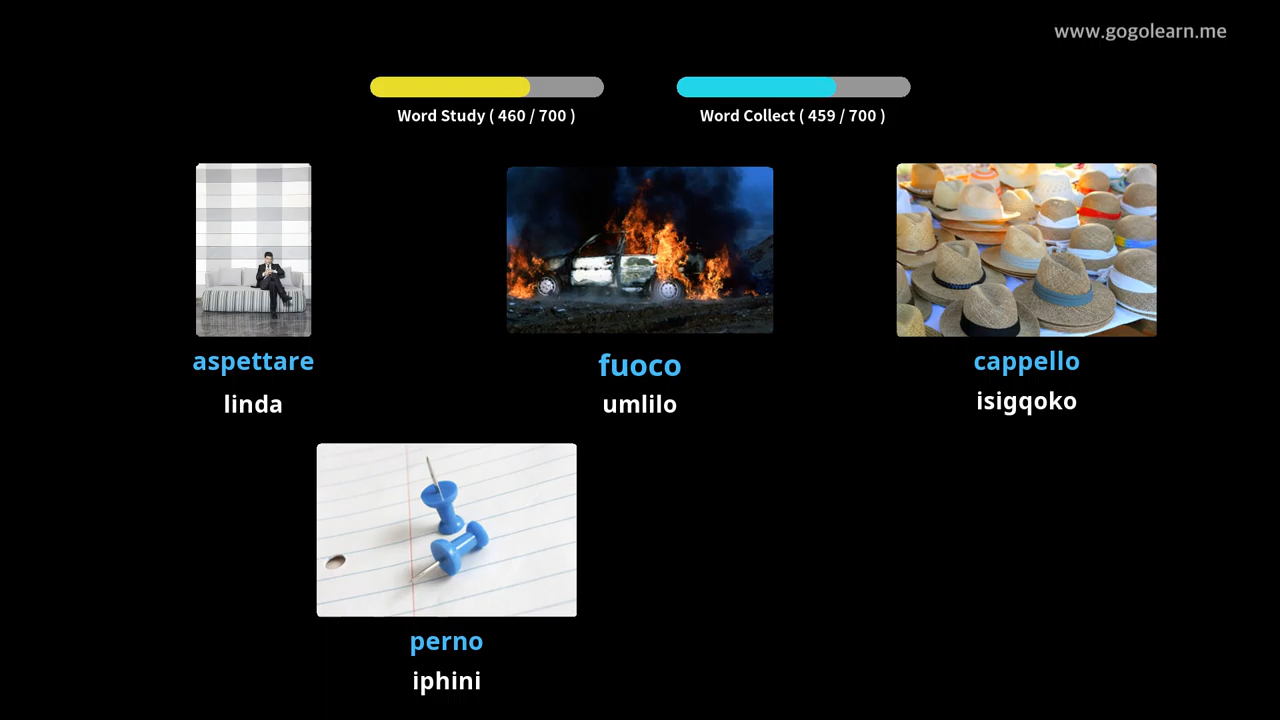 www.gogolearn.me
Word Study ( 460 / 700 )
Word Collect ( 459 / 700 )
aspettare
linda
fuoco
umlilo
cappello
isigqoko
perno
iphini